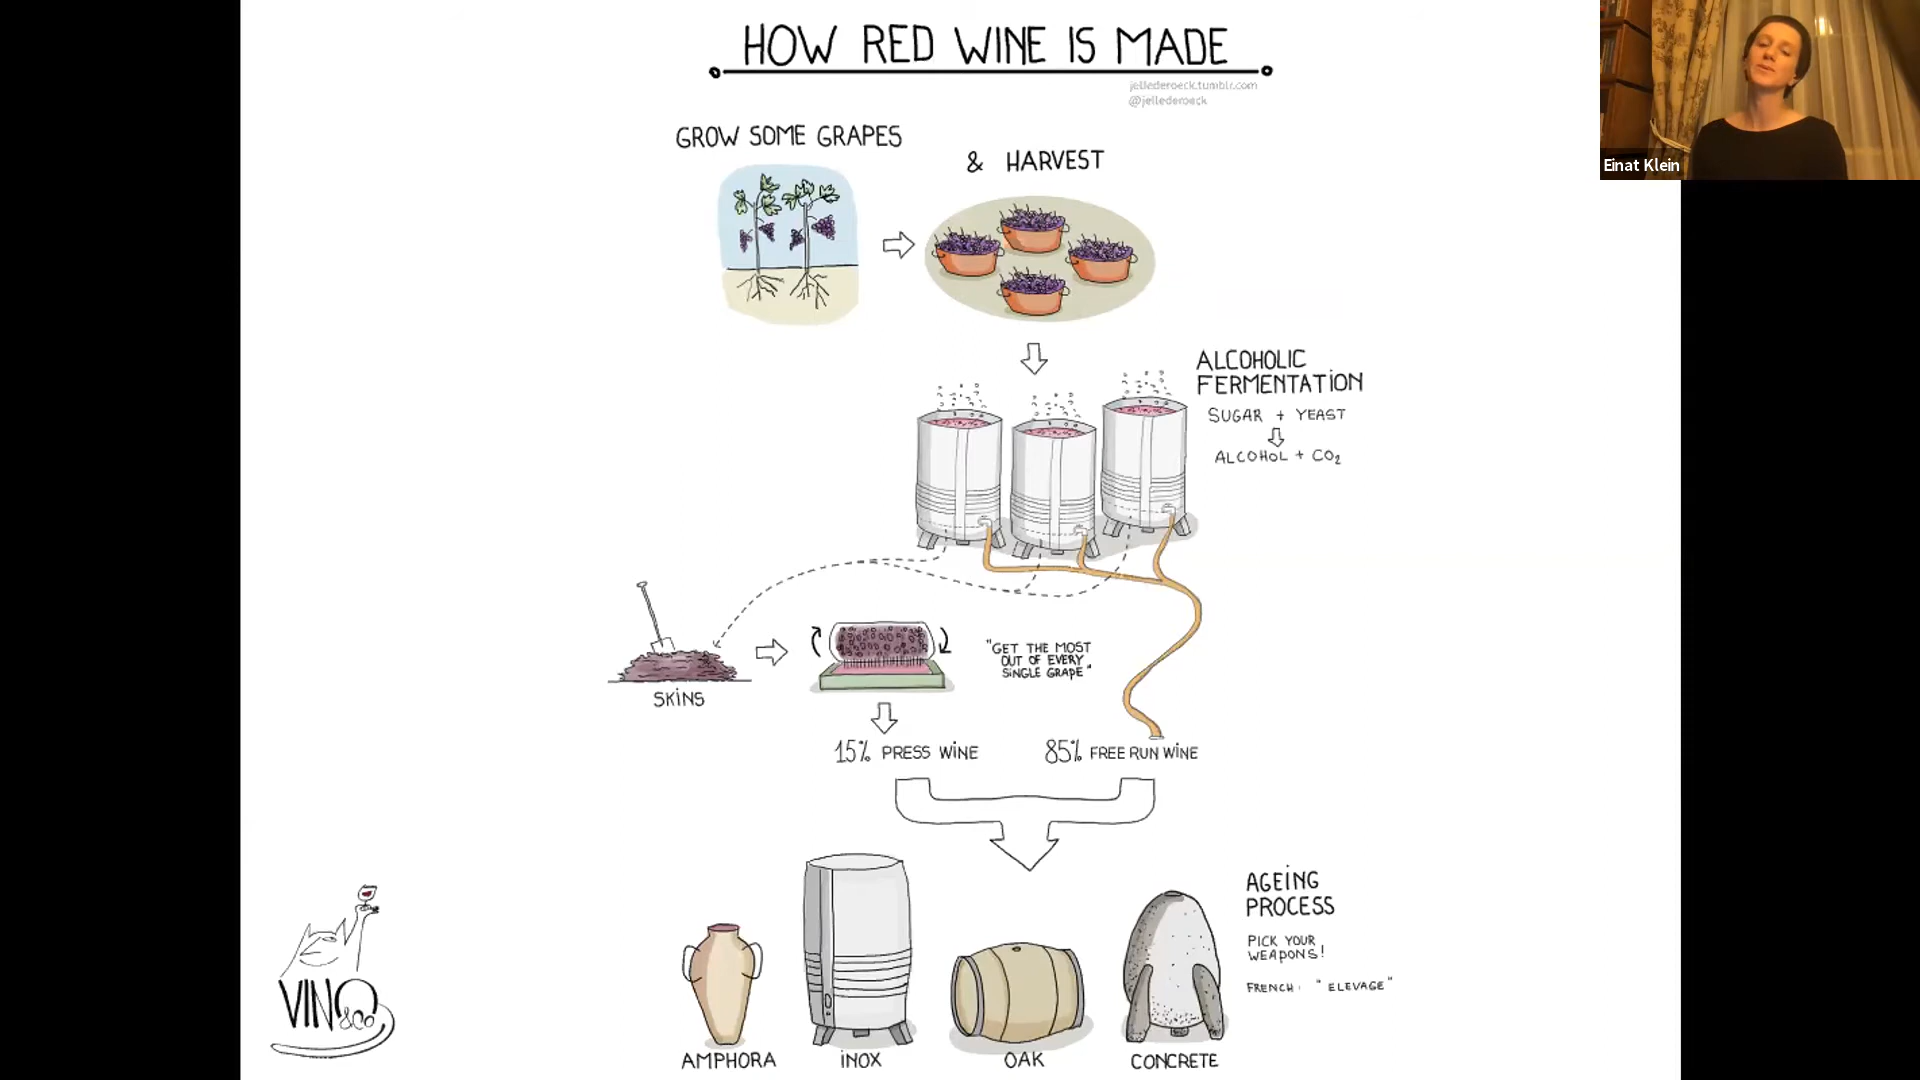 HOW RED WINE IS MADE
jellederoeck.tumblr.com
@jellederoeck
GROW SOME GRAPES
& HARVEST
ALCOHOLIC
FERMENTATION
SUGAR + YEAST
ALCOHOL + CO2
SKINS
"GET THE MOST
OUT OF EVERY
SINGLE GRAPE"
15% PRESS WINE
85% FREE RUN WINE
AGEING
PROCESS
PICK YOUR
WEAPONS!
FRENCH: "ELEVAGE"
AMPHORA
INOX
OAK
CONCRETE
VINO
&Co
Einat Klein